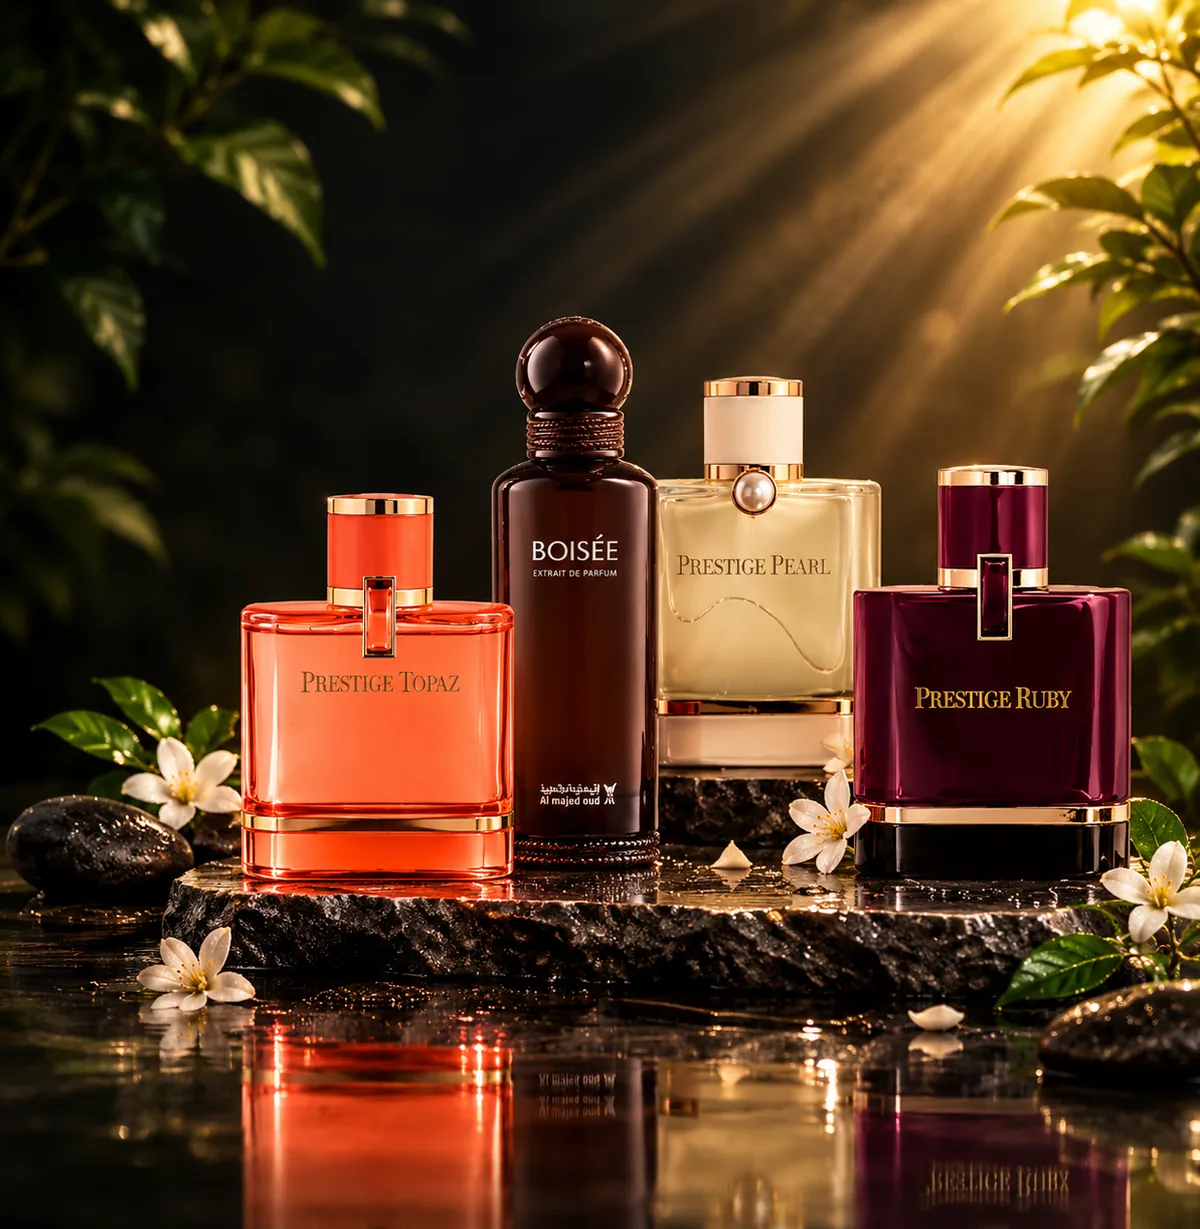 BOISÉE
EXTRAIT DE PARFUM
PRESTIGE PEARL
PRESTIGE TOPAZ
PRESTIGE RUBY
Al majed oud